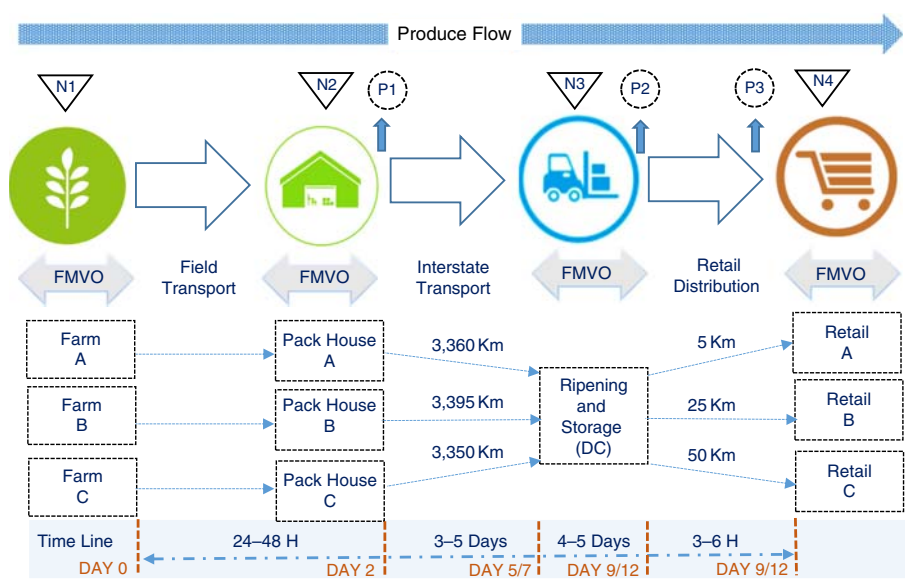 Produce Flow
N1
N2
P1
N3
P2
P3
N4
FMVO
Field
Transport
FMVO
Interstate
Transport
FMVO
Retail
Distribution
FMVO
Farm
A
Pack House
A
3,360 Km
5 Km
Retail
A
Farm
B
Pack House
B
3,395 Km
Ripening
and
Storage
(DC)
25 Km
Retail
B
Farm
C
Pack House
C
3,350 Km
50 Km
Retail
C
Time Line
24–48 H
3–5 Days
4–5 Days
3–6 H
DAY 0
DAY 2
DAY 5/7
DAY 9/12
DAY 9/12